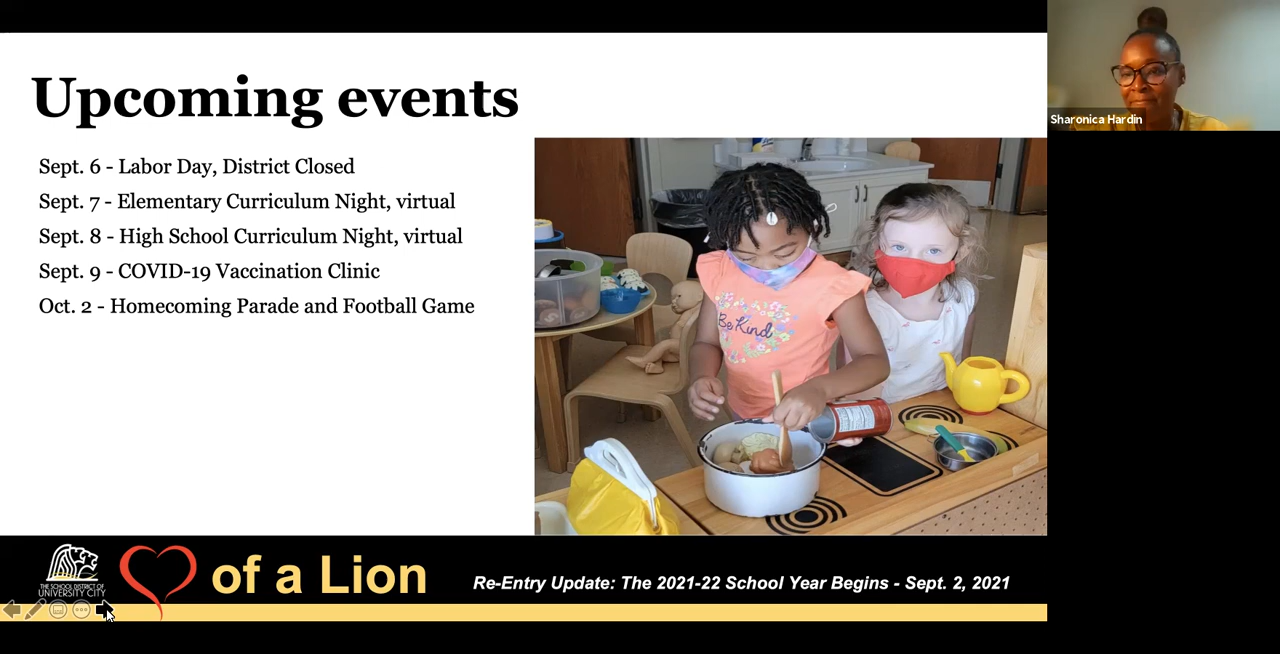 Upcoming events
Sept. 6 - Labor Day, District Closed
Sept. 7 - Elementary Curriculum Night, virtual
Sept. 8 - High School Curriculum Night, virtual
Sept. 9 - COVID-19 Vaccination Clinic
Oct. 2 - Homecoming Parade and Football Game
Be Kind
THE SCHOOL DISTRICT OF
UNIVERSITY CITY
of a Lion
Re-Entry Update: The 2021-22 School Year Begins - Sept. 2, 2021
Sharonica Hardin